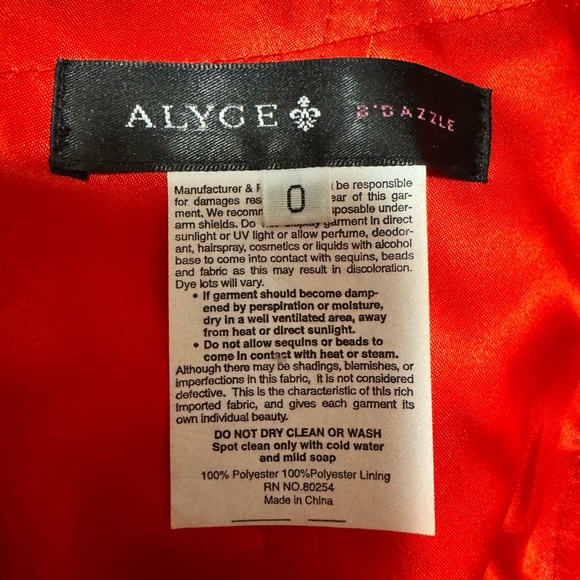 ALYCE B'DAZZLE
0
Manufacturer & be responsible
for damages res ear of this gar-
ment. We recomm sposable under-
arm shields. Do display garment in direct
sunlight or UV light or allow perfume, deodor-
ant, hairspray, cosmetics or liquids with alcohol
base to come into contact with sequins, beads
and fabric as this may result in discoloration.
Dye lots will vary.
• If garment should become damp-
ened by perspiration or moisture,
dry in a well ventilated area, away
from heat or direct sunlight.
• Do not allow sequins or beads to
come in contact with heat or steam.
Although there may be shadings, blemishes, or
imperfections in this fabric, it is not considered
defective. This is the characteristic of this rich
imported fabric, and gives each garment its
own individual beauty.
DO NOT DRY CLEAN OR WASH
Spot clean only with cold water
and mild soap
100% Polyester 100%Polyester Lining
RN NO.80254
Made in China